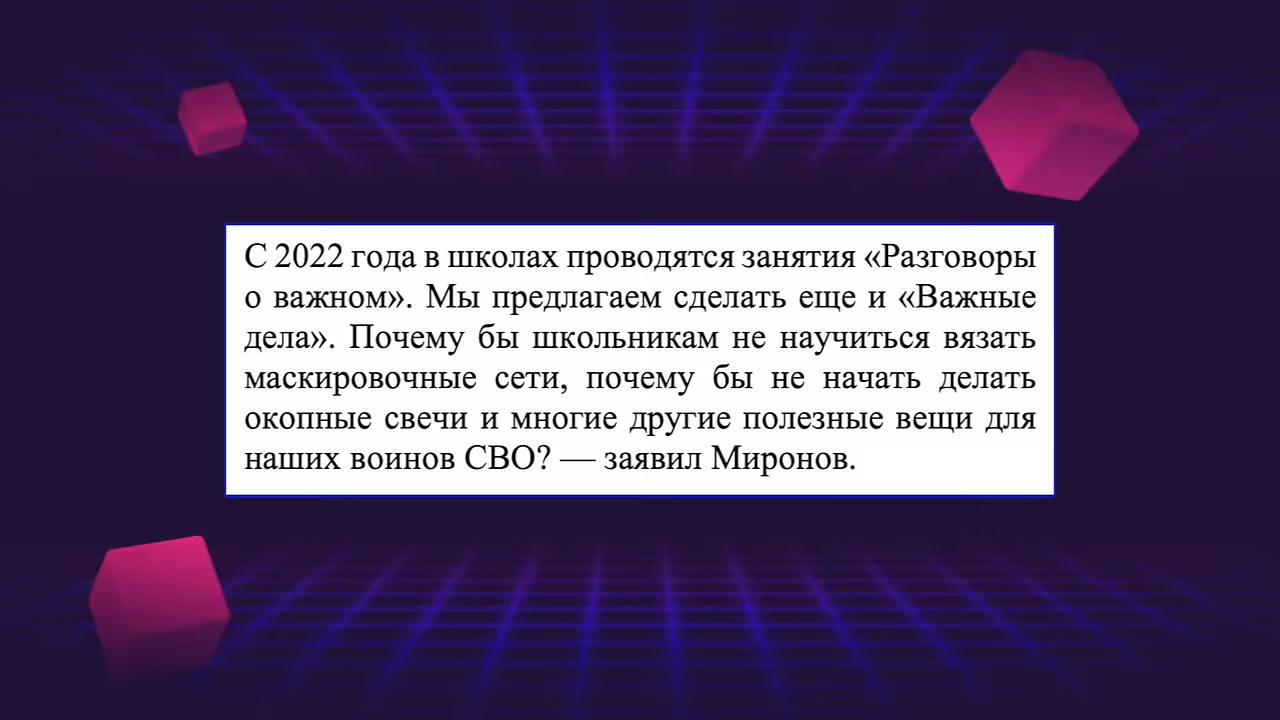 С 2022 года в школах проводятся занятия «Разговоры
о важном». Мы предлагаем сделать еще и «Важные
дела». Почему бы школьникам не научиться вязать
маскировочные сети, почему бы не начать делать
окопные свечи и многие другие полезные вещи для
наших воинов СВО? — заявил Миронов.